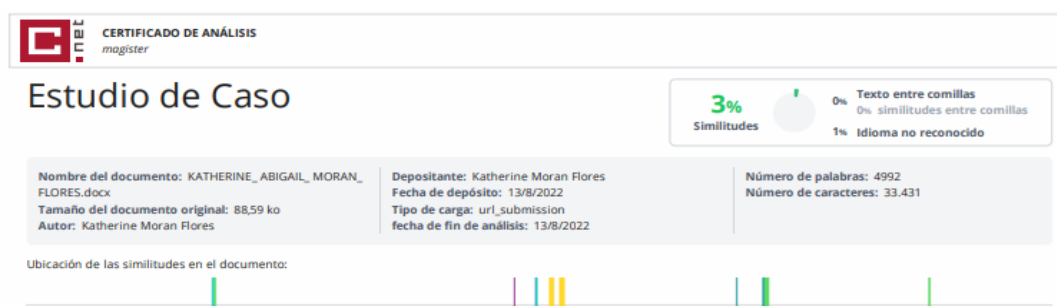 .net
CERTIFICADO DE ANÁLISIS
magister
Estudio de Caso
3%
Similitudes
0% Texto entre comillas
0% similitudes entre comillas
1% Idioma no reconocido
Nombre del documento: KATHERINE_ ABIGAIL_ MORAN_
FLORES.docx
Tamaño del documento original: 88,59 ko
Autor: Katherine Moran Flores
Depositante: Katherine Moran Flores
Fecha de depósito: 13/8/2022
Tipo de carga: url_submission
fecha de fin de análisis: 13/8/2022
Número de palabras: 4992
Número de caracteres: 33.431
Ubicación de las similitudes en el documento: